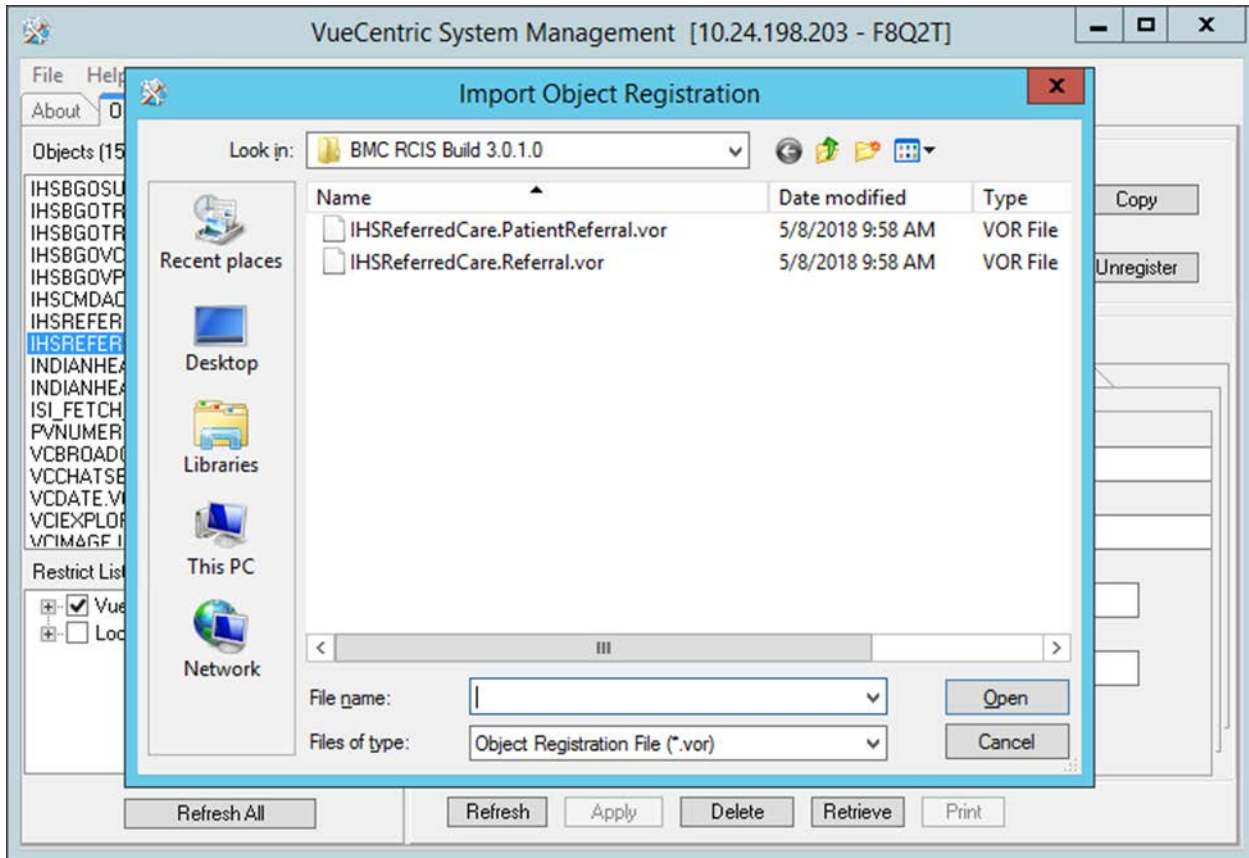 VueCentric System Management [10.24.198.203 - F8Q2T]
File Help
About O
Objects (15
IHSBGOSU
IHSBGOTR
IHSBGOTR
IHSBGOVC
IHSBGOVP
IHSCMDAC
IHSREFER
IHSREFER
INDIANHEA
INDIANHEA
ISI_FETCH_
PVNUMER
VCBROADC
VCCHATSE
VCDATE.V
VCIEXPLOR
VCIMAGE.I
Restrict List
Vue
Loc
Refresh All
Import Object Registration
Look in: BMC RCIS Build 3.0.1.0
Recent places
Desktop
Libraries
This PC
Network
Name Date modified Type
IHSReferredCare.PatientReferral.vor 5/8/2018 9:58 AM VOR File
IHSReferredCare.Referral.vor 5/8/2018 9:58 AM VOR File
File name: Open
Files of type: Object Registration File (*.vor) Cancel
Copy
Unregister
Refresh Apply Delete Retrieve Print